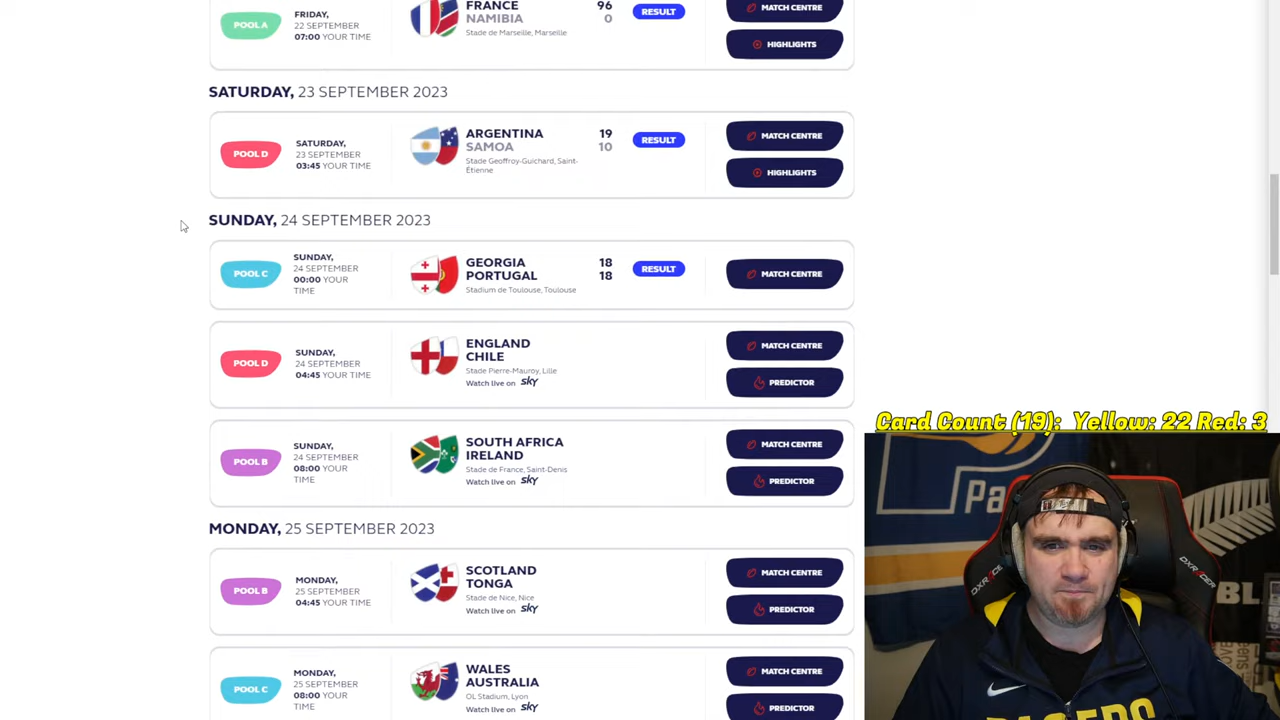 POOL A
FRIDAY,
22 SEPTEMBER
07:00 YOUR TIME
FRANCE 96
NAMIBIA 0
Stade de Marseille, Marseille
RESULT
MATCH CENTRE
HIGHLIGHTS
SATURDAY, 23 SEPTEMBER 2023
POOL D
SATURDAY,
23 SEPTEMBER
03:45 YOUR TIME
ARGENTINA 19
SAMOA 10
Stade Geoffroy-Guichard, Saint-
Étienne
RESULT
MATCH CENTRE
HIGHLIGHTS
SUNDAY, 24 SEPTEMBER 2023
POOL C
SUNDAY,
24 SEPTEMBER
00:00 YOUR
TIME
GEORGIA 18
PORTUGAL 18
Stadium de Toulouse, Toulouse
RESULT
MATCH CENTRE
POOL D
SUNDAY,
24 SEPTEMBER
04:45 YOUR TIME
ENGLAND
CHILE
Stade Pierre-Mauroy, Lille
Watch live on sky
MATCH CENTRE
PREDICTOR
POOL B
SUNDAY,
24 SEPTEMBER
08:00 YOUR
TIME
SOUTH AFRICA
IRELAND
Stade de France, Saint-Denis
Watch live on sky
MATCH CENTRE
PREDICTOR
MONDAY, 25 SEPTEMBER 2023
POOL B
MONDAY,
25 SEPTEMBER
04:45 YOUR TIME
SCOTLAND
TONGA
Stade de Nice, Nice
Watch live on sky
MATCH CENTRE
PREDICTOR
POOL C
MONDAY,
25 SEPTEMBER
08:00 YOUR
TIME
WALES
AUSTRALIA
OL Stadium, Lyon
Watch live on sky
MATCH CENTRE
PREDICTOR
Card Count (19): Yellow: 22 Red: 3
Pa
DXRACER
DXRACER
BL
PACERS